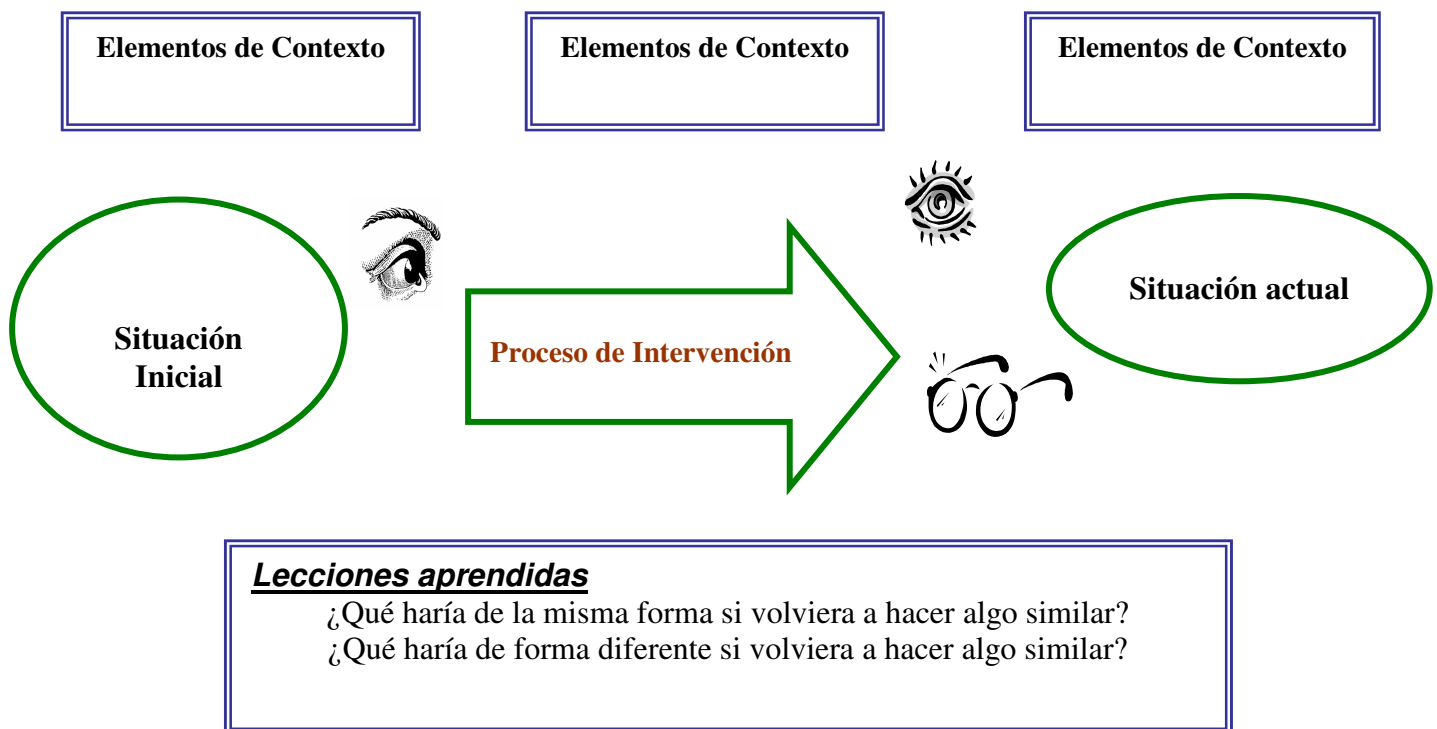 Elementos de Contexto
Elementos de Contexto
Elementos de Contexto
Situación
Inicial
Proceso de Intervención
Situación actual
Lecciones aprendidas
¿Qué haría de la misma forma si volviera a hacer algo similar?
¿Qué haría de forma diferente si volviera a hacer algo similar?